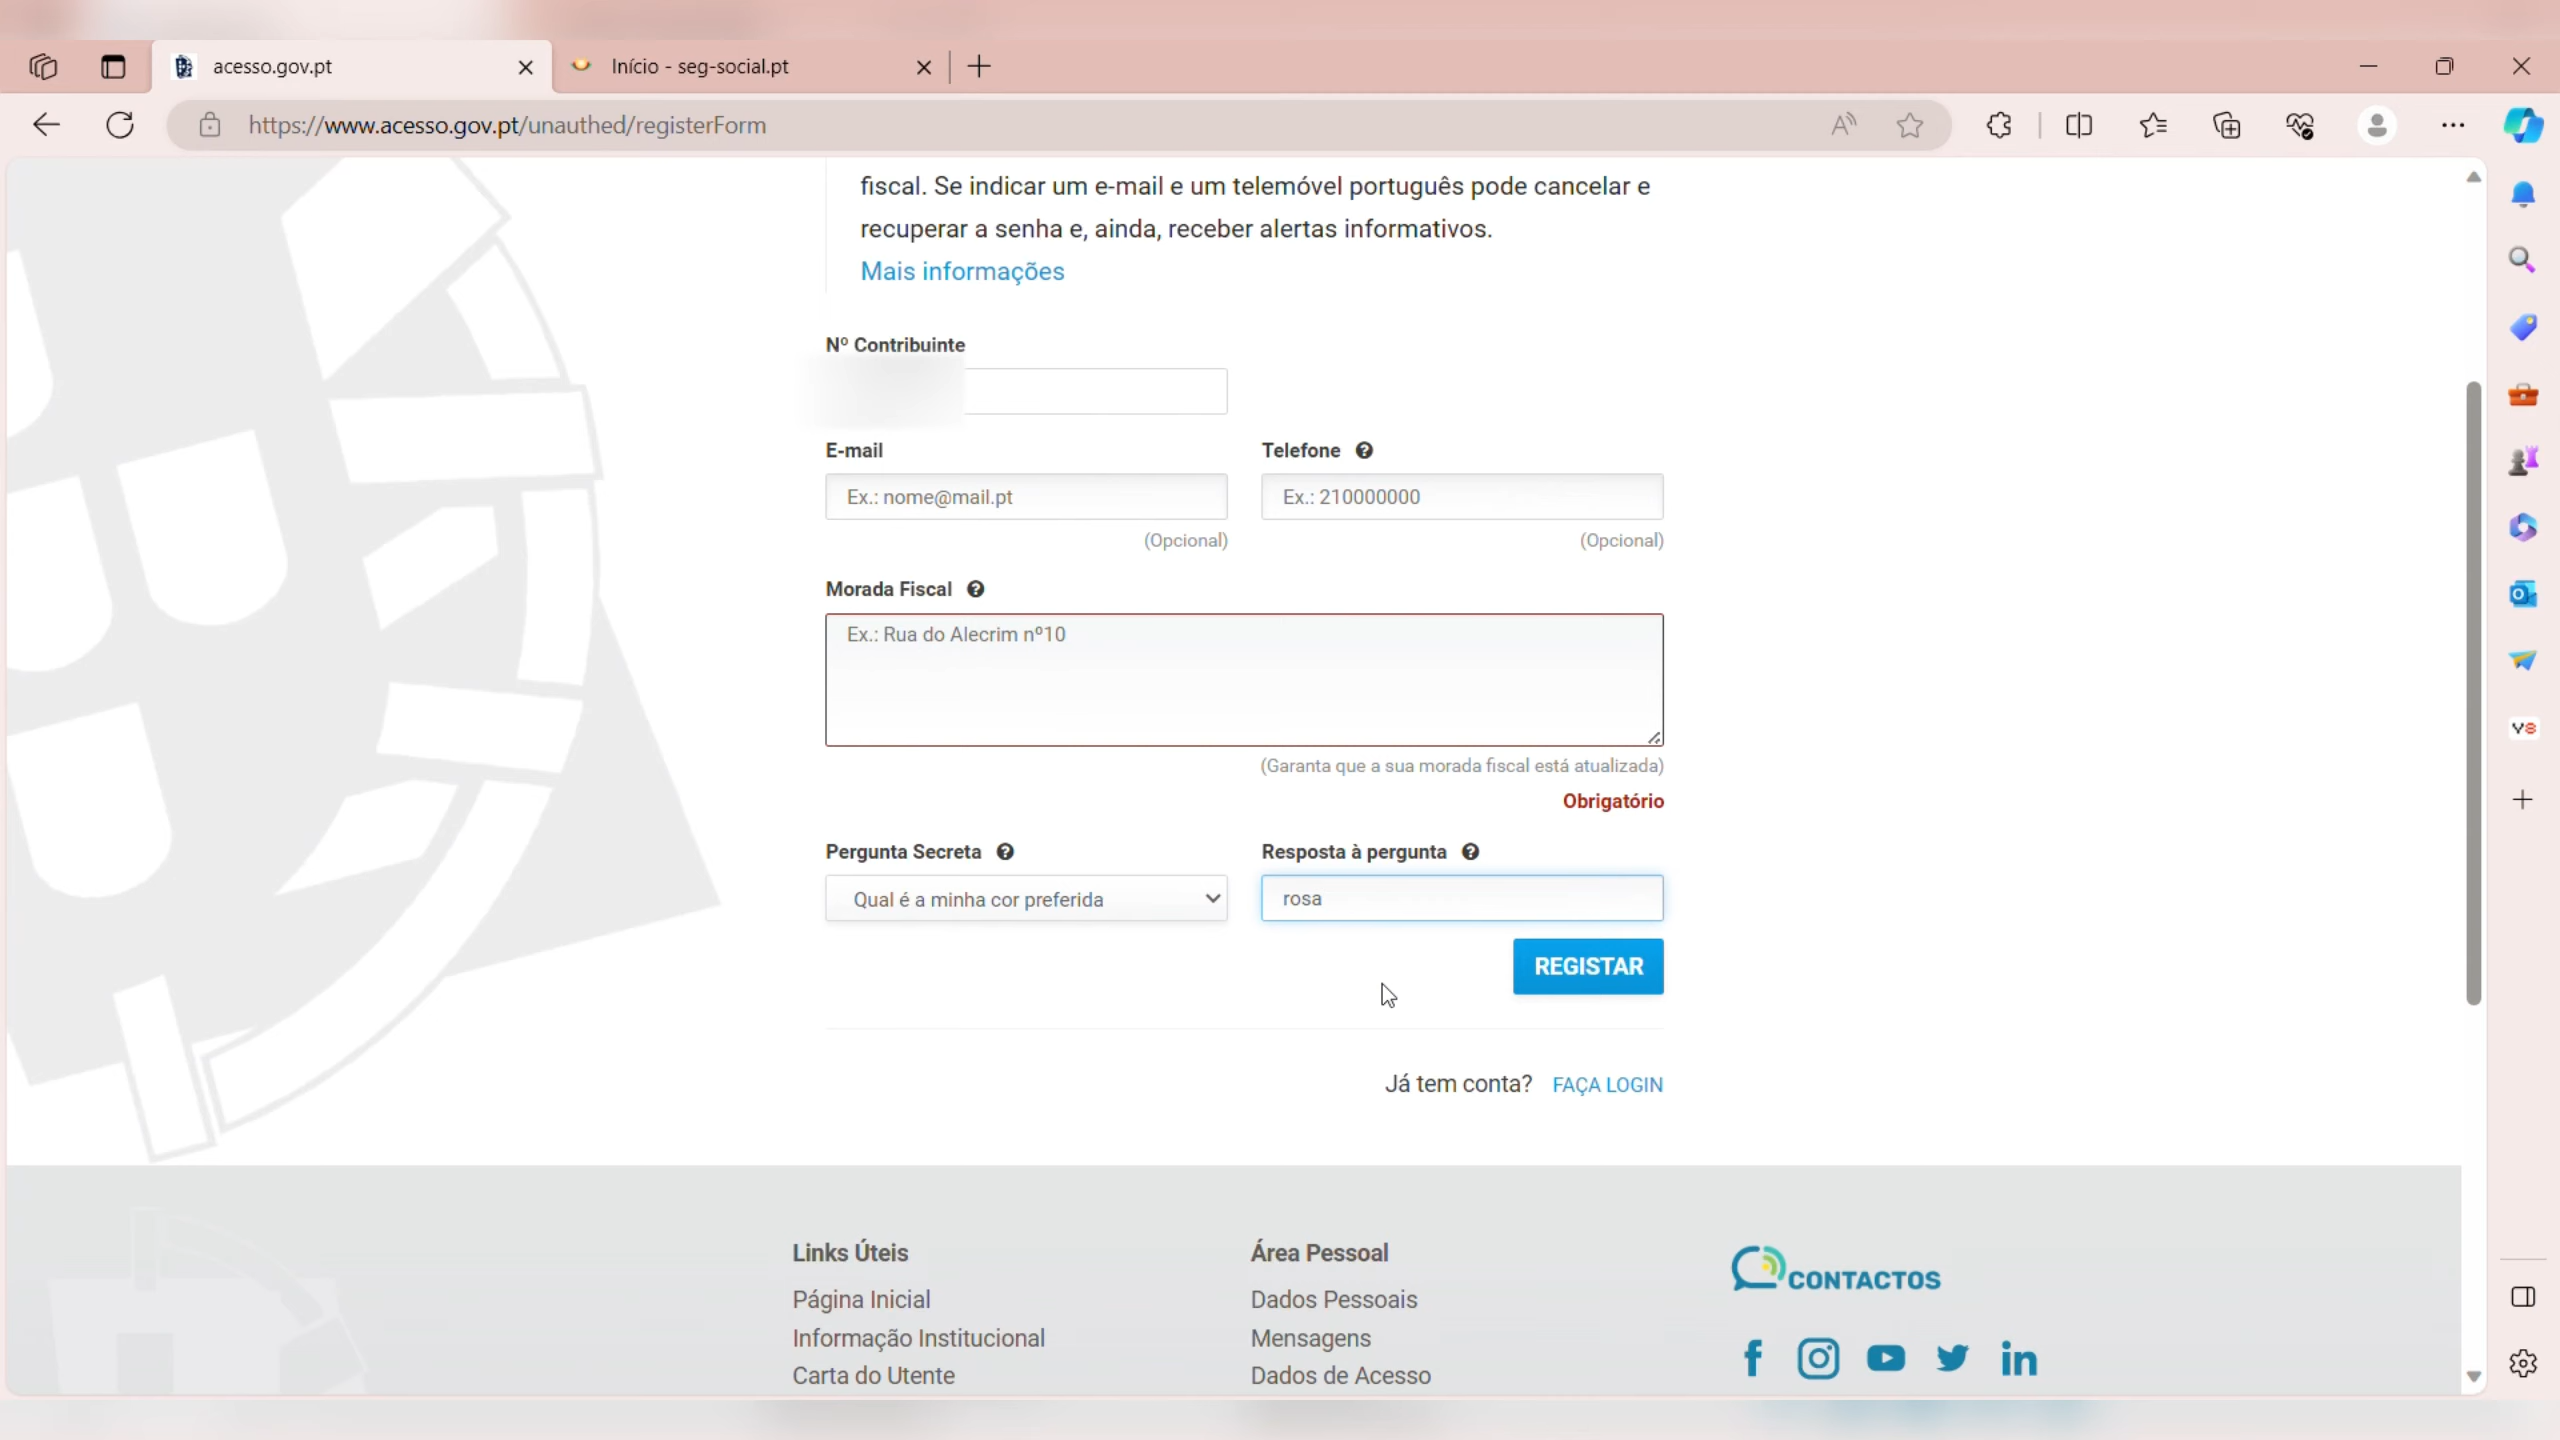 acesso.gov.pt
Início - seg-social.pt
https://www.acesso.gov.pt/unauthed/registerForm
fiscal. Se indicar um e-mail e um telemóvel português pode cancelar e
recuperar a senha e, ainda, receber alertas informativos.
Mais informações
Nº Contribuinte
E-mail
Telefone
Ex.: nome@mail.pt
Ex.: 210000000
(Opcional)
(Opcional)
Morada Fiscal
Ex.: Rua do Alecrim nº10
(Garanta que a sua morada fiscal está atualizada)
Obrigatório
Pergunta Secreta
Resposta à pergunta
Qual é a minha cor preferida
rosa
REGISTAR
Já tem conta? FAÇA LOGIN
Links Úteis
Página Inicial
Informação Institucional
Carta do Utente
Área Pessoal
Dados Pessoais
Mensagens
Dados de Acesso
CONTACTOS